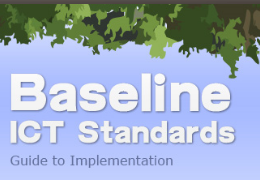 Baseline
ICT Standards
Guide to Implementation